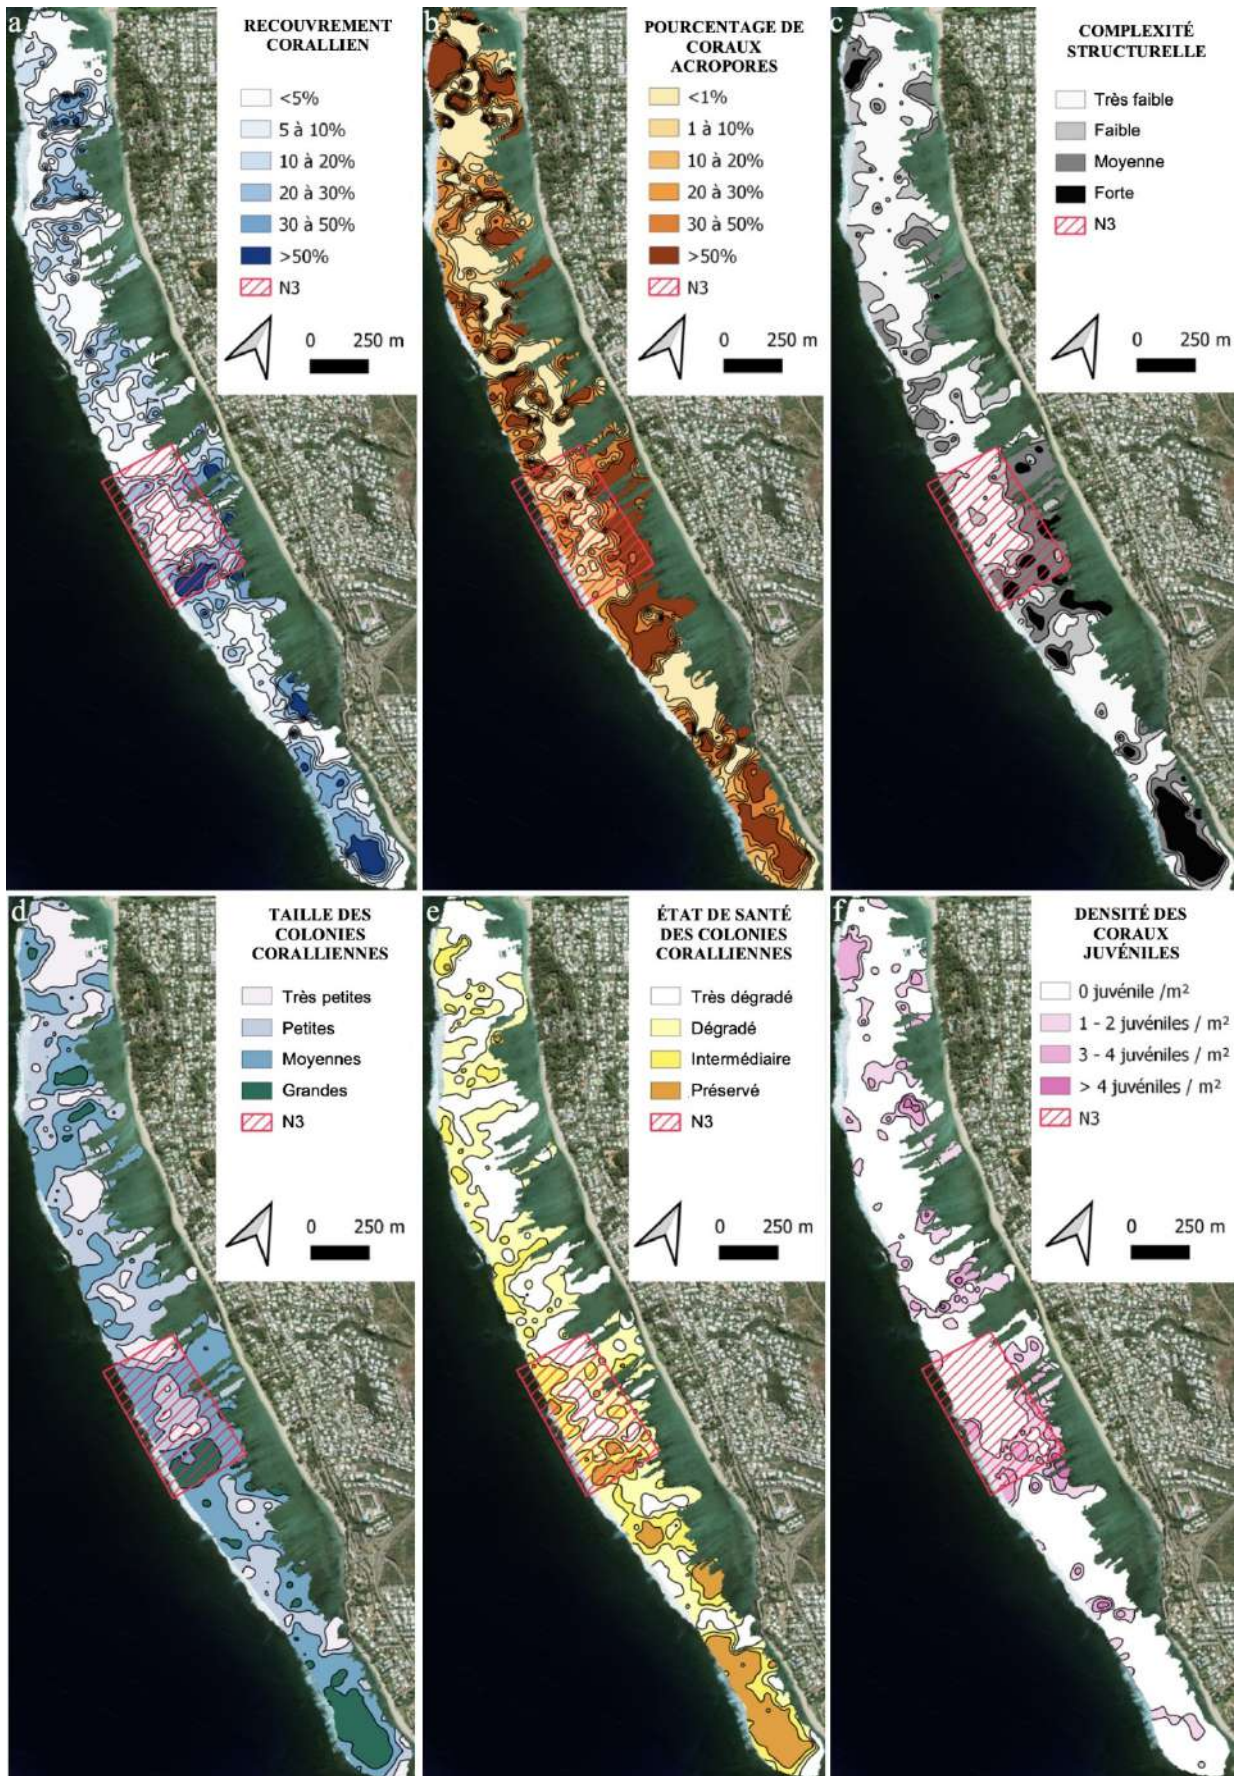 a
RECOUVREMENT
CORALLIEN
<5%
5 à 10%
10 à 20%
20 à 30%
30 à 50%
>50%
N3
0 250 m
b
POURCENTAGE DE
CORAUX
ACROPORES
<1%
1 à 10%
10 à 20%
20 à 30%
30 à 50%
>50%
N3
0 250 m
c
COMPLEXITÉ
STRUCTURELLE
Très faible
Faible
Moyenne
Forte
N3
0 250 m
d
TAILLE DES
COLONIES
CORALLIENNES
Très petites
Petites
Moyennes
Grandes
N3
0 250 m
e
ÉTAT DE SANTÉ
DES COLONIES
CORALLIENNES
Très dégradé
Dégradé
Intermédiaire
Préservé
N3
0 250 m
f
DENSITÉ DES
CORAUX
JUVÉNILES
0 juvénile /m²
1 - 2 juvéniles / m²
3 - 4 juvéniles / m²
> 4 juvéniles / m²
N3
0 250 m